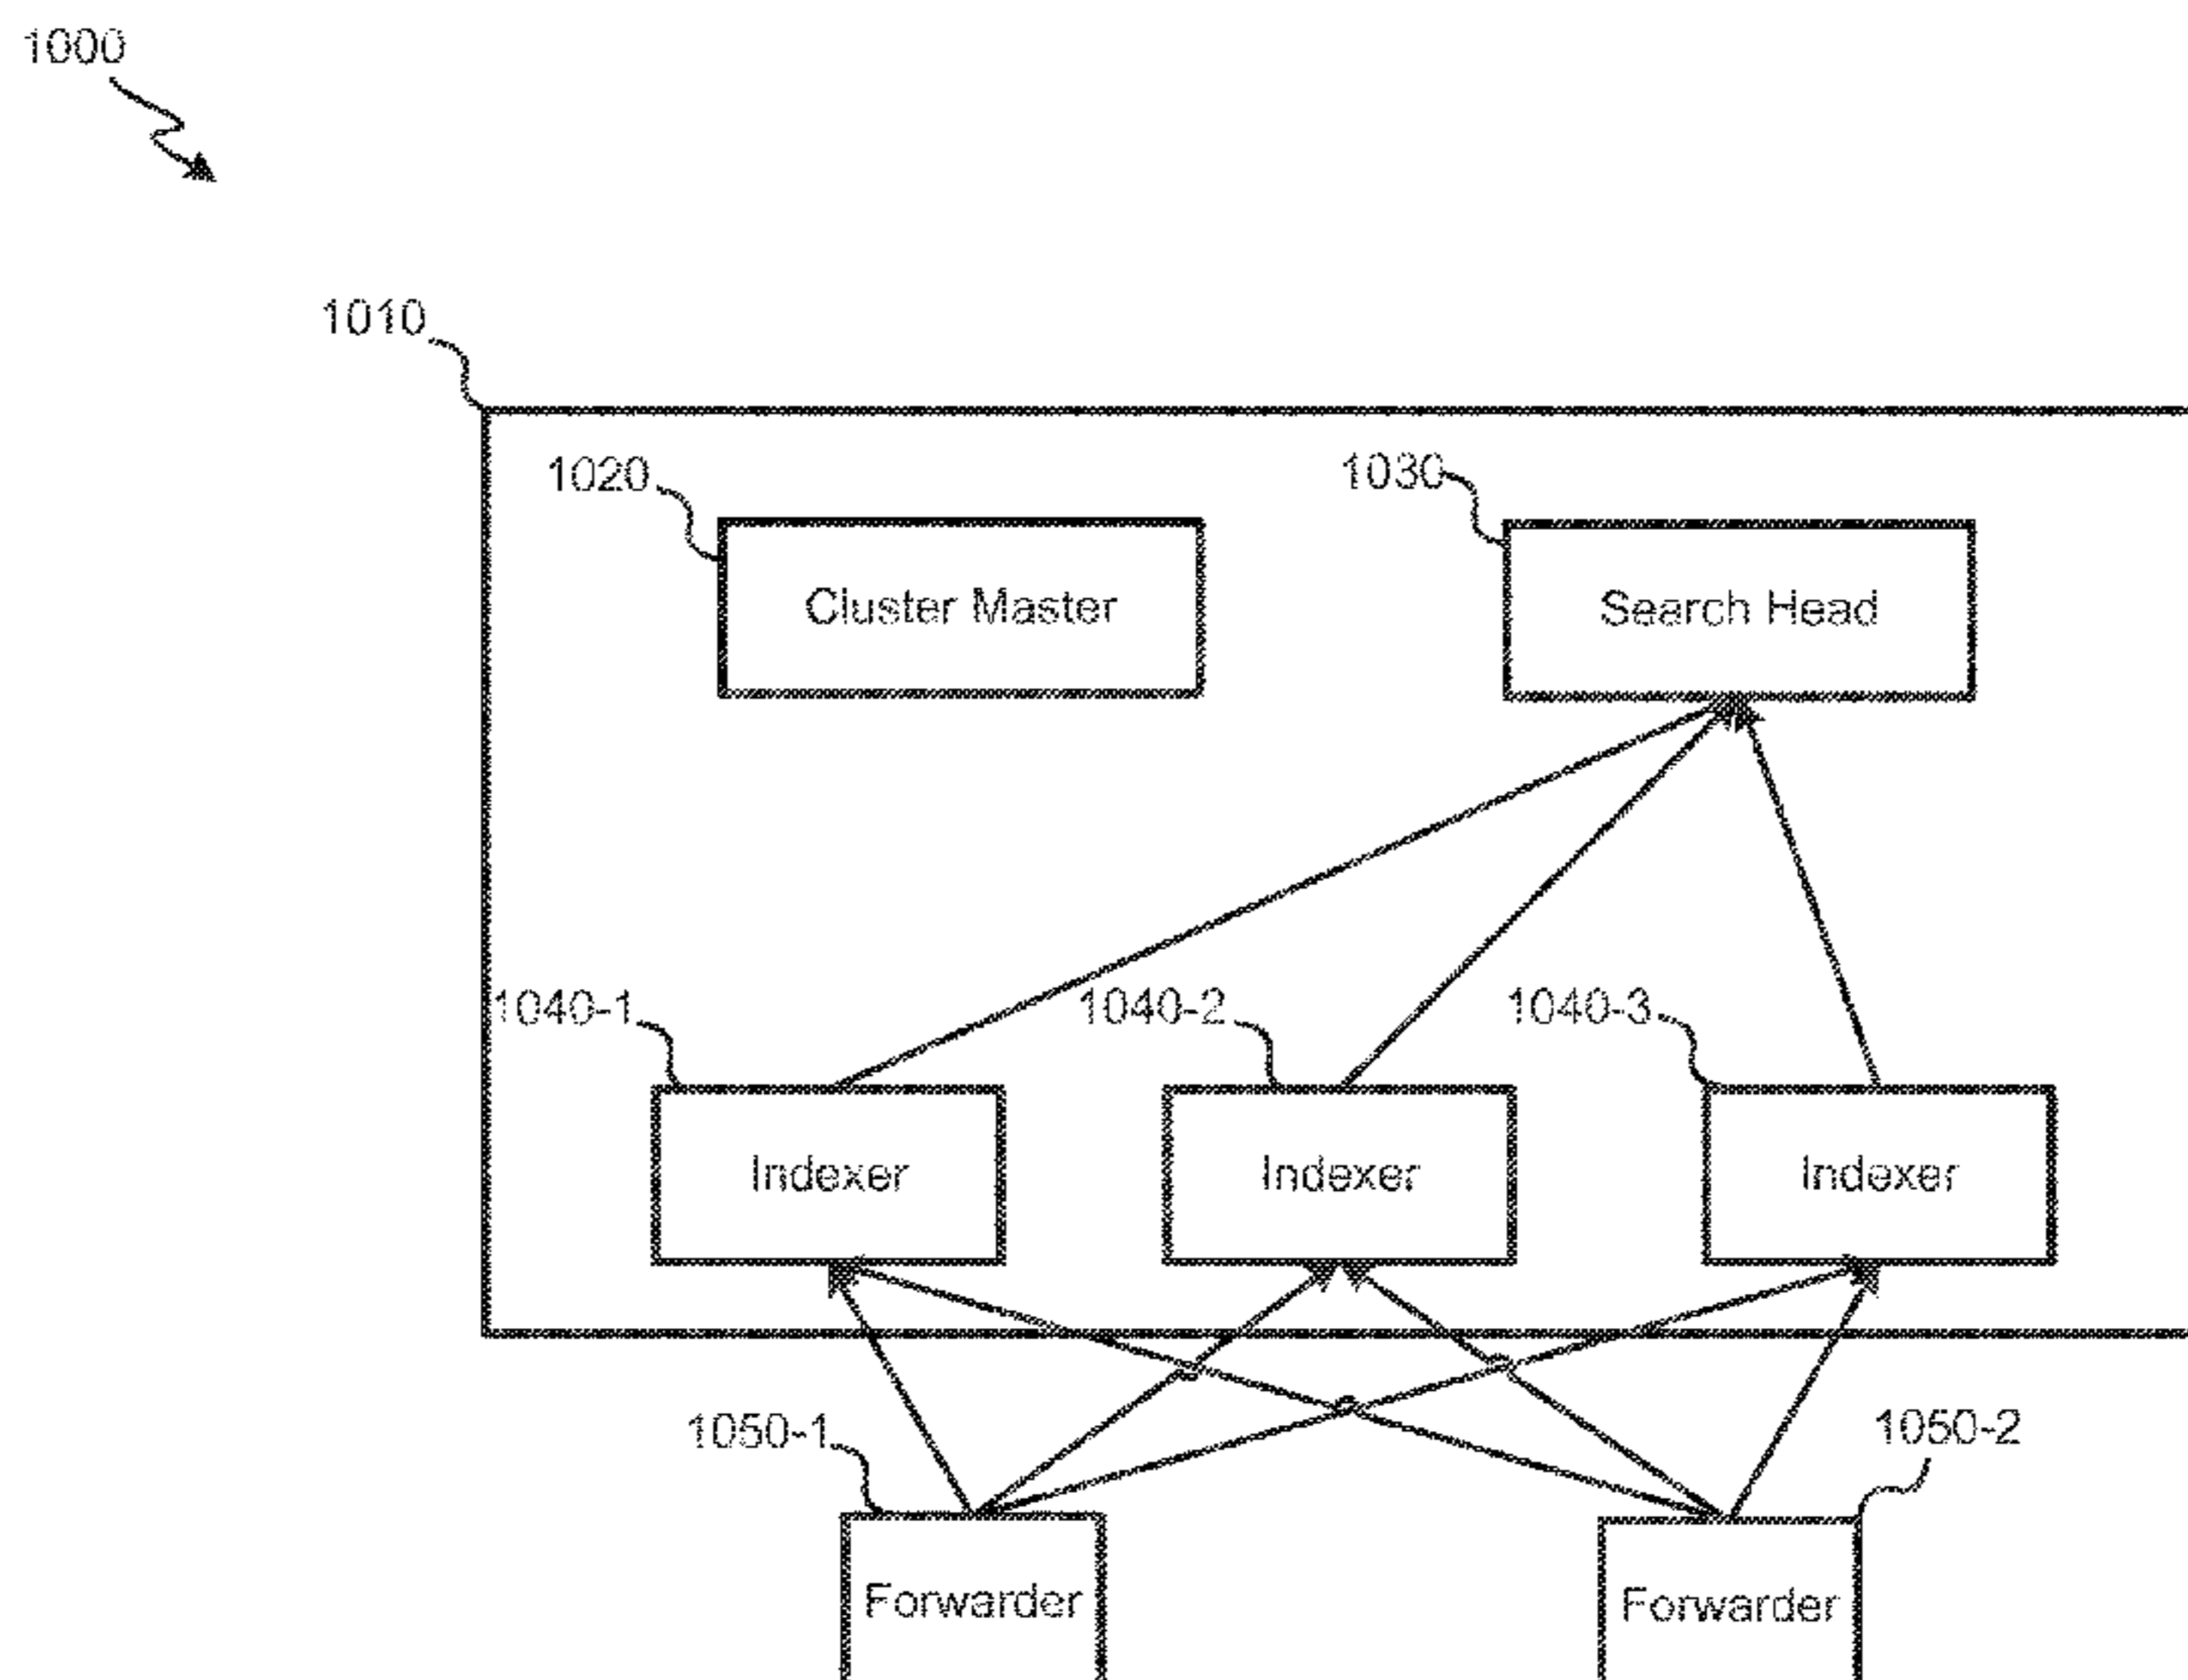 1000
1010
1020
1030
Cluster Master
Search Head
1040-1
1040-2
1040-3
Indexer
Indexer
Indexer
1050-1
1050-2
Forwarder
Forwarder